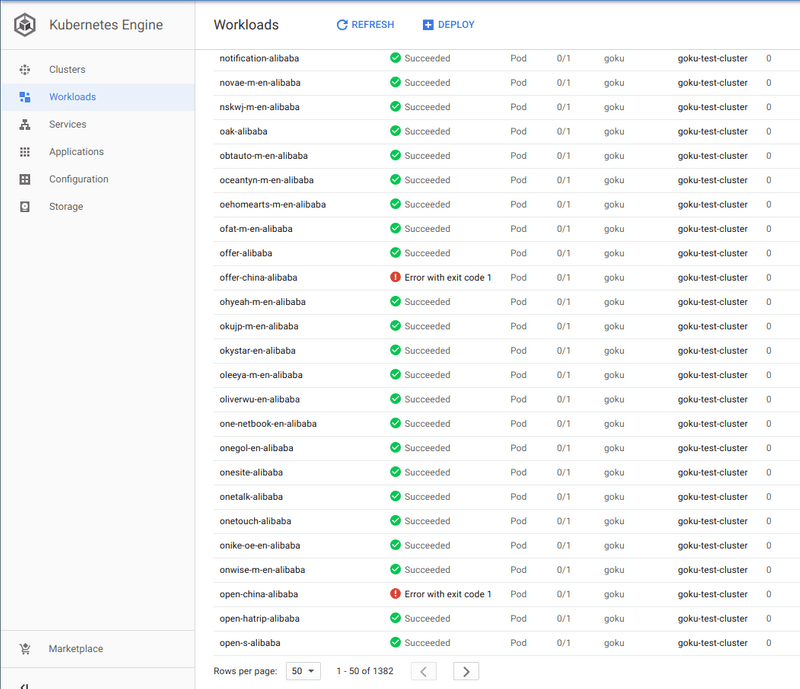 Kubernetes Engine
Workloads
REFRESH
DEPLOY
Clusters
Workloads
Services
Applications
Configuration
Storage
Marketplace
notification-alibaba Succeeded Pod 0/1 goku goku-test-cluster 0
novae-m-en-alibaba Succeeded Pod 0/1 goku goku-test-cluster 0
nskwj-m-en-alibaba Succeeded Pod 0/1 goku goku-test-cluster 0
oak-alibaba Succeeded Pod 0/1 goku goku-test-cluster 0
obtauto-m-en-alibaba Succeeded Pod 0/1 goku goku-test-cluster 0
oceantyn-m-en-alibaba Succeeded Pod 0/1 goku goku-test-cluster 0
oehomearts-m-en-alibaba Succeeded Pod 0/1 goku goku-test-cluster 0
ofat-m-en-alibaba Succeeded Pod 0/1 goku goku-test-cluster 0
offer-alibaba Succeeded Pod 0/1 goku goku-test-cluster 0
offer-china-alibaba Error with exit code 1 Pod 0/1 goku goku-test-cluster 0
ohyeah-m-en-alibaba Succeeded Pod 0/1 goku goku-test-cluster 0
okujp-m-en-alibaba Succeeded Pod 0/1 goku goku-test-cluster 0
okystar-en-alibaba Succeeded Pod 0/1 goku goku-test-cluster 0
oleeya-m-en-alibaba Succeeded Pod 0/1 goku goku-test-cluster 0
oliverwu-en-alibaba Succeeded Pod 0/1 goku goku-test-cluster 0
one-netbook-en-alibaba Succeeded Pod 0/1 goku goku-test-cluster 0
onegol-en-alibaba Succeeded Pod 0/1 goku goku-test-cluster 0
onesite-alibaba Succeeded Pod 0/1 goku goku-test-cluster 0
onetalk-alibaba Succeeded Pod 0/1 goku goku-test-cluster 0
onetouch-alibaba Succeeded Pod 0/1 goku goku-test-cluster 0
onike-oe-en-alibaba Succeeded Pod 0/1 goku goku-test-cluster 0
onwise-m-en-alibaba Succeeded Pod 0/1 goku goku-test-cluster 0
open-china-alibaba Error with exit code 1 Pod 0/1 goku goku-test-cluster 0
open-hatrip-alibaba Succeeded Pod 0/1 goku goku-test-cluster 0
open-s-alibaba Succeeded Pod 0/1 goku goku-test-cluster 0
Rows per page: 50 1 - 50 of 1382